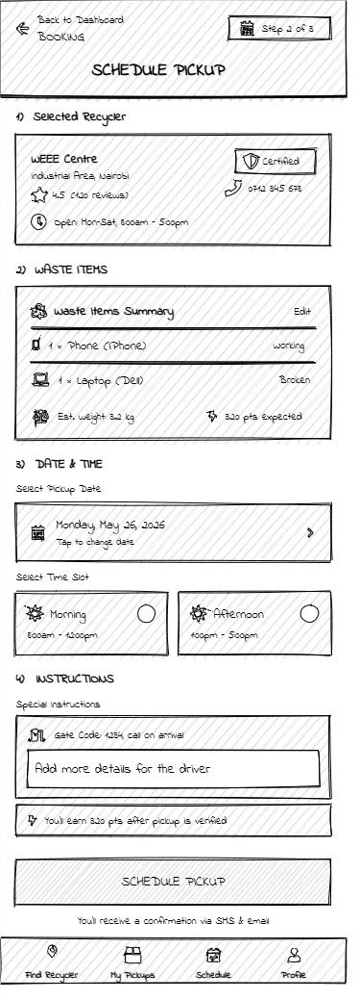 Back to Dashboard
BOOKING
Step 2 of 3
SCHEDULE PICKUP
1) Selected Recycler
WEEE Centre
Certified
Industrial Area, Nairobi
4.5 (120 reviews)
0712 345 678
Open: Mon-Sat, 8:00am - 5:00pm
2) WASTE ITEMS
Waste Items Summary
Edit
1 × Phone (iPhone)
Working
1 × Laptop (Dell)
Broken
Est. weight 3.2 kg
320 pts expected
3) DATE & TIME
Select Pickup Date
Monday, May 26, 2026
Tap to change date
Select Time Slot
Morning
8:00am - 12:00pm
Afternoon
1:00pm - 5:00pm
4) INSTRUCTIONS
Special Instructions
Gate Code: 1234, call on arrival
Add more details for the driver
You'll earn 320 pts after pickup is verified
SCHEDULE PICKUP
You'll receive a confirmation via SMS & email
Find Recycler
My Pickups
Schedule
Profile